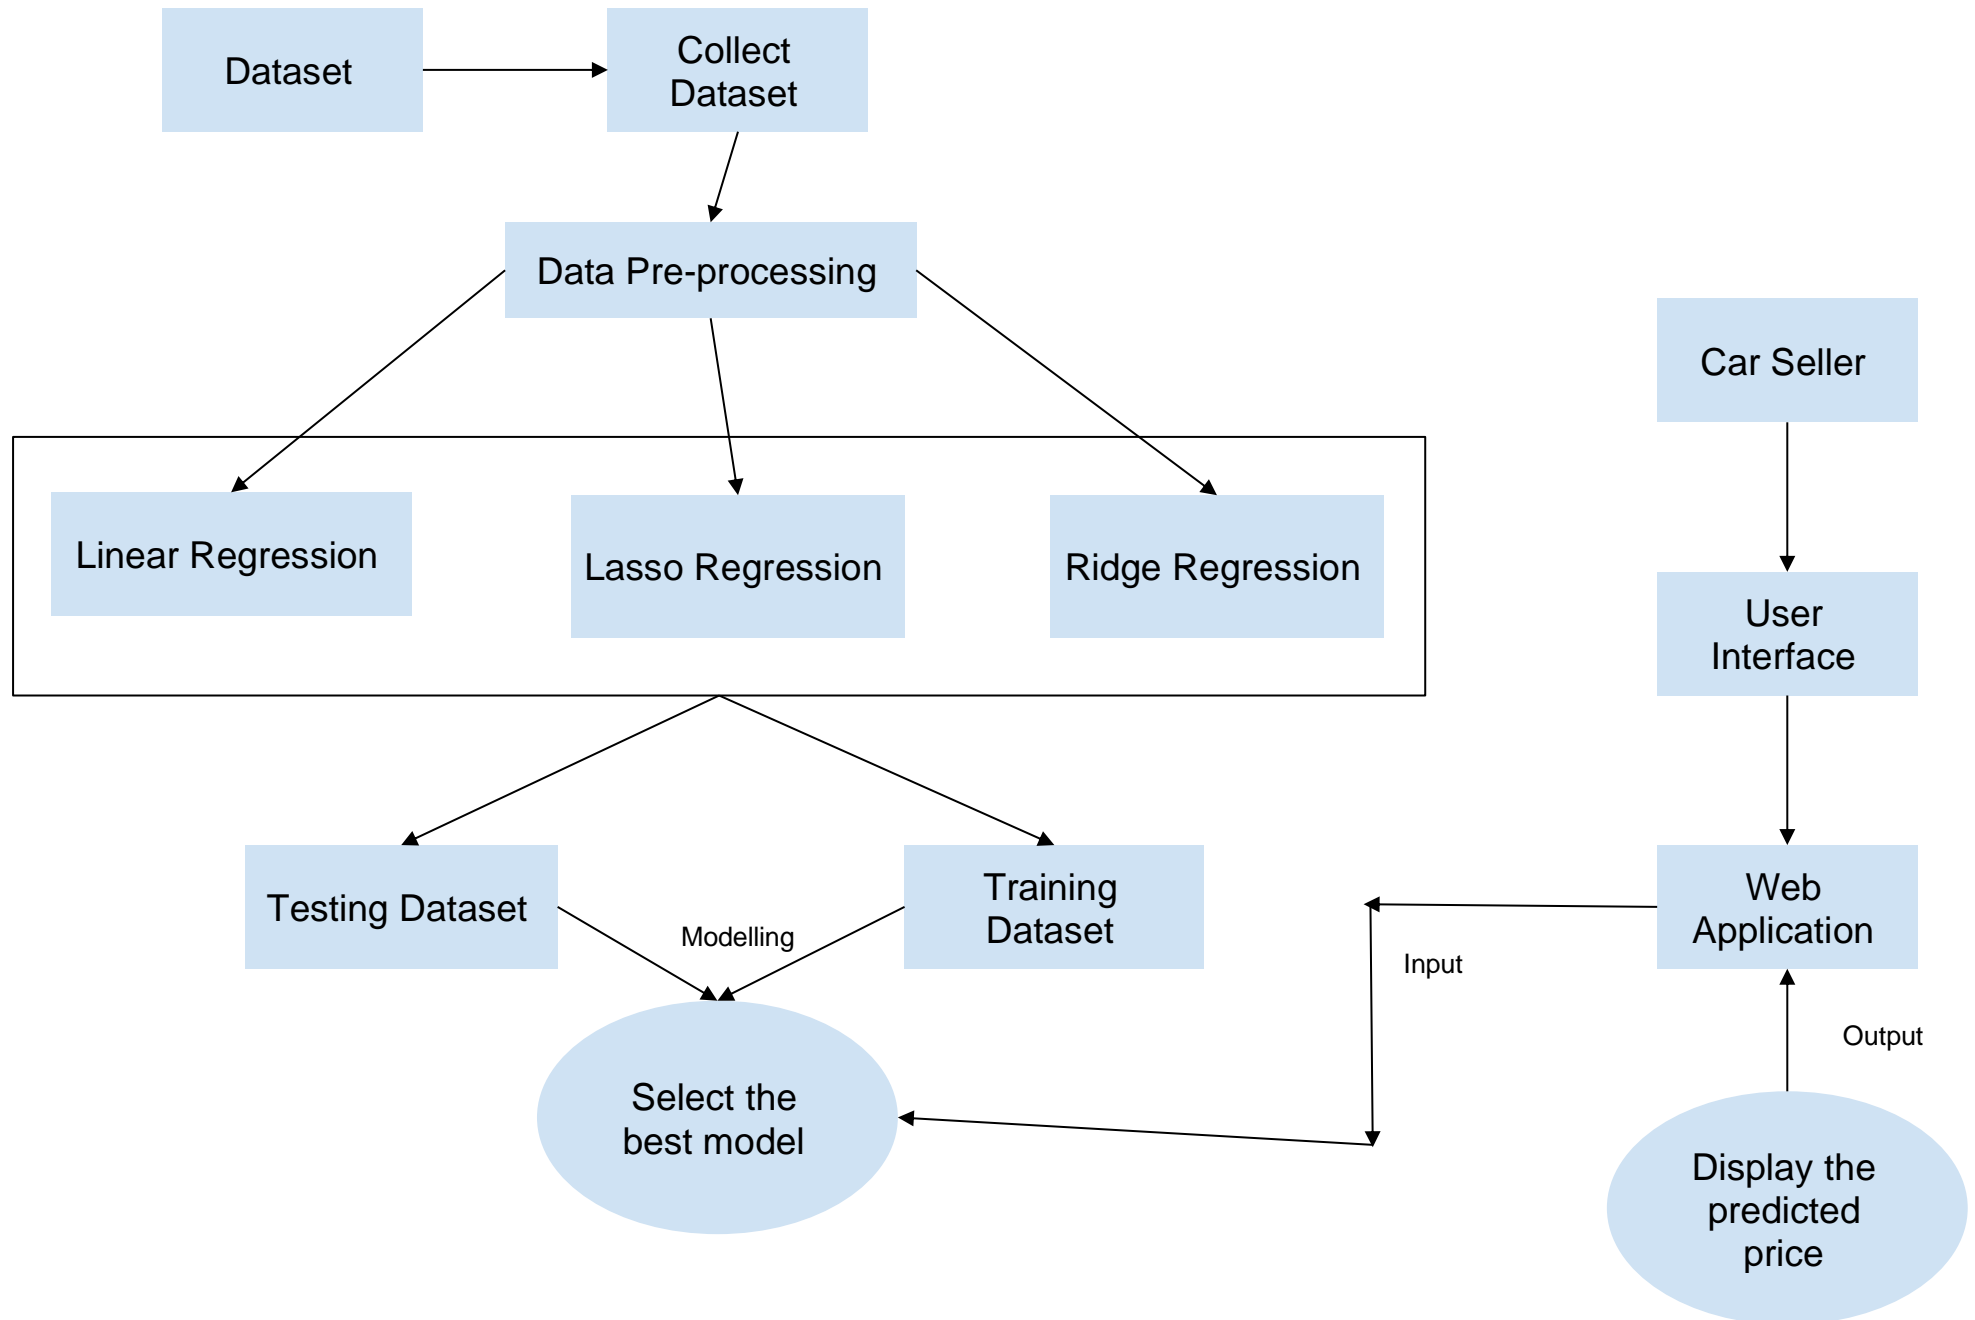 Dataset
Collect
Dataset
Data Pre-processing
Car Seller
Linear Regression
Lasso Regression
Ridge Regression
User
Interface
Testing Dataset
Modelling
Training
Dataset
Web
Application
Input
Output
Select the
best model
Display the
predicted
price